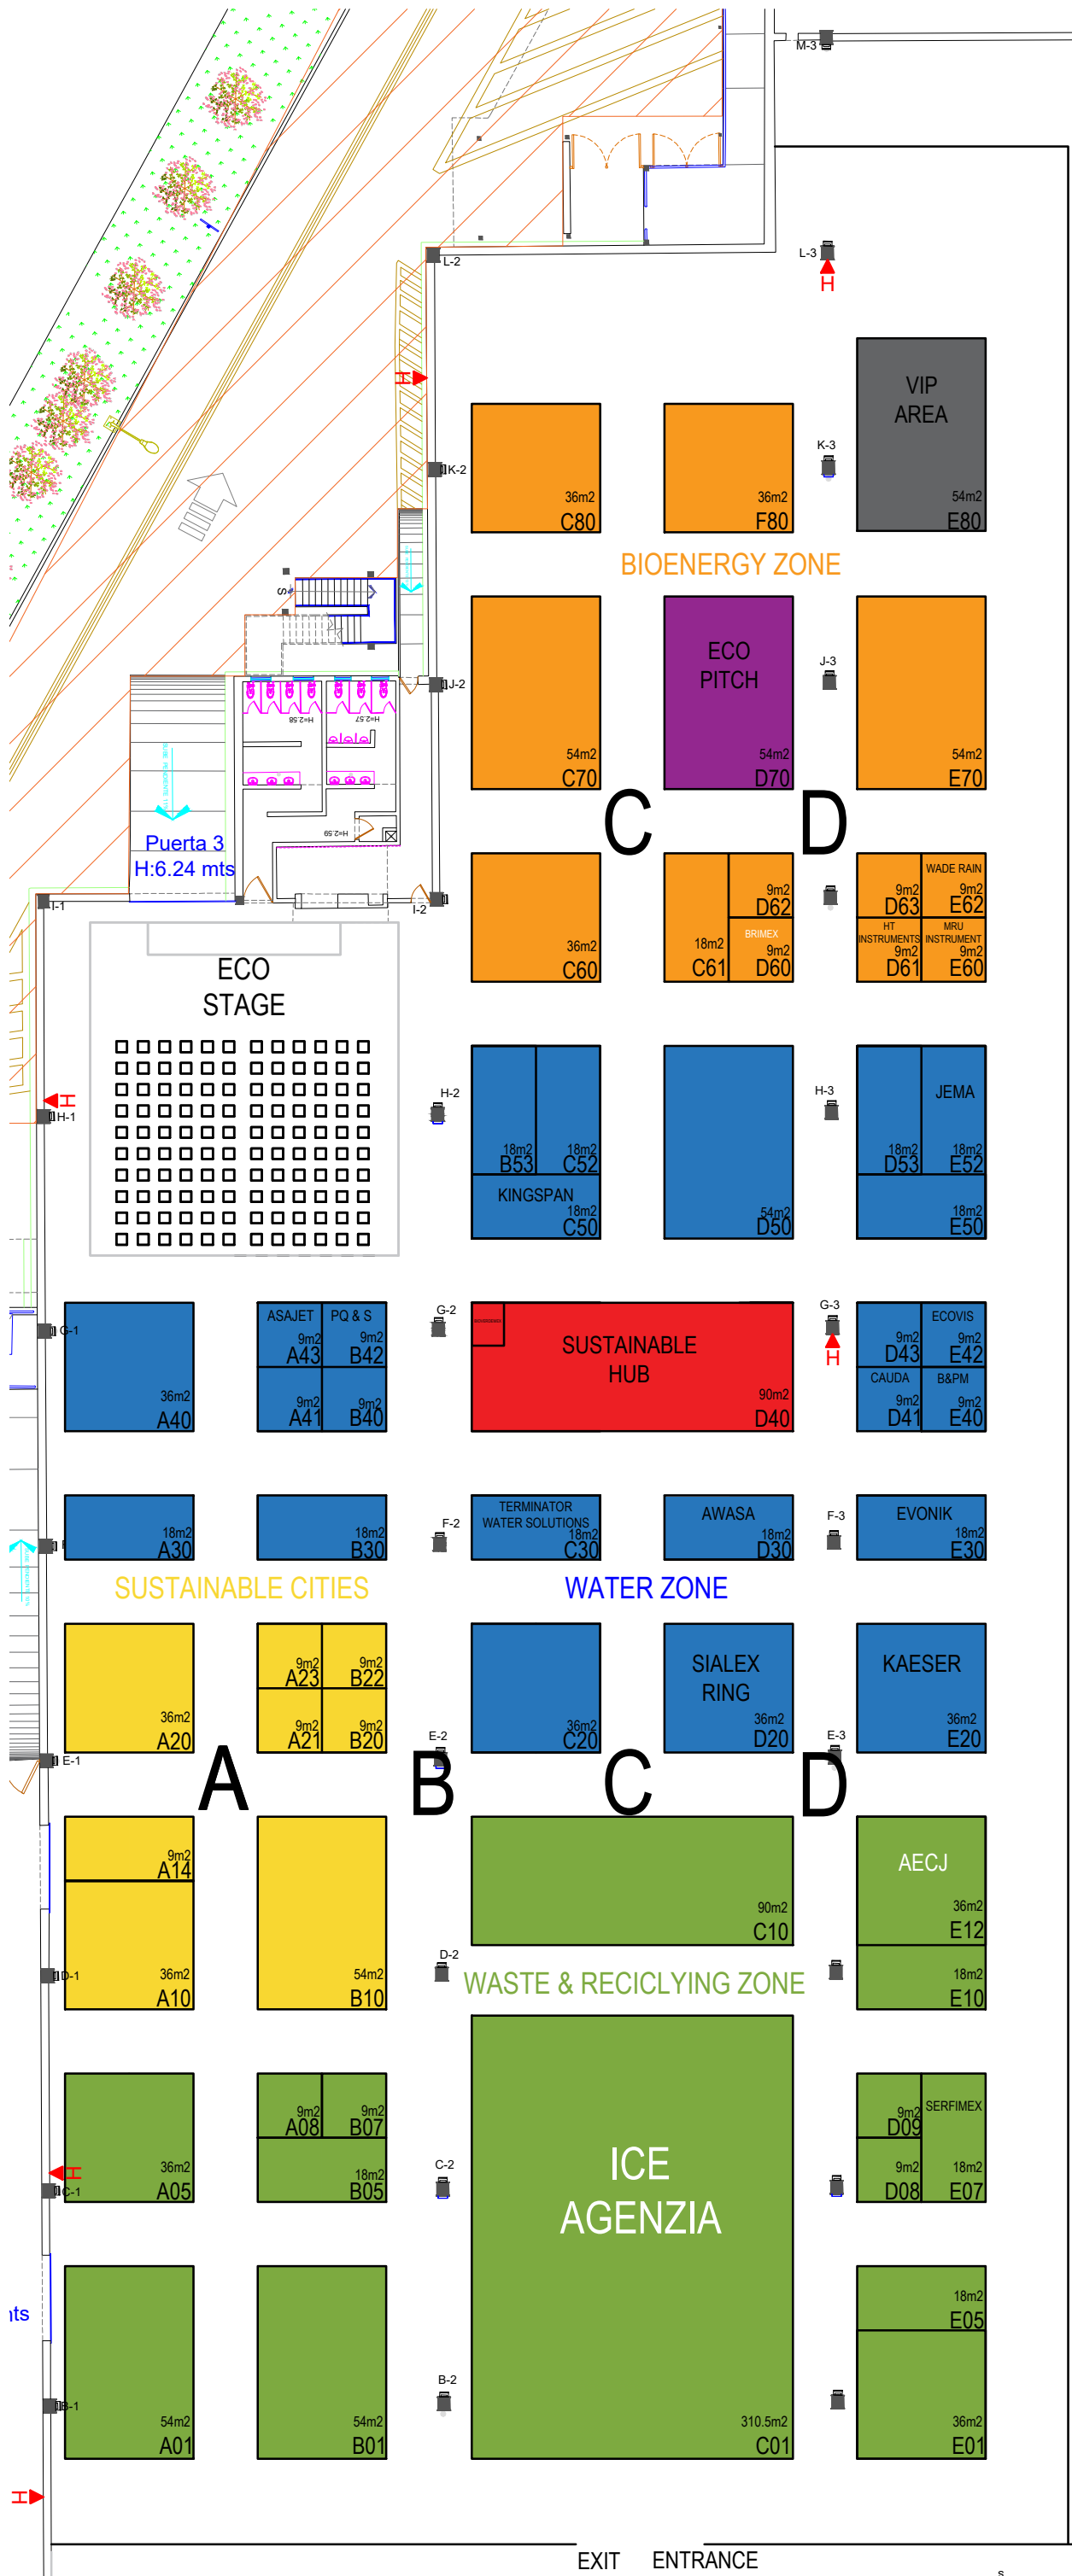 M-3
L-3
H
L-2
H
VIP
AREA
K-3
K-2
36m2
C80
36m2
F80
54m2
E80
BIOENERGY ZONE
S
ECO
PITCH
J-3
J-2
H=2.58
H=2.57
54m2
C70
54m2
D70
54m2
E70
C
D
H=2.59
Puerta 3
H:6.24 mts
I-1
I-2
36m2
C60
9m2
D62
18m2
C61
BRIMEX
9m2
D60
9m2
D63
WADE RAIN
9m2
E62
HT
INSTRUMENTS
9m2
D61
MRU
INSTRUMENT
9m2
E60
ECO
STAGE
H
H-1
H-2
H-3
18m2
B53
18m2
C52
KINGSPAN
18m2
C50
54m2
D50
18m2
D53
JEMA
18m2
E52
18m2
E50
G-1
G-2
G-3
H
36m2
A40
ASAJET
9m2
A43
PQ & S
9m2
B42
9m2
A41
9m2
B40
SUSTAINABLE
HUB
90m2
D40
9m2
D43
ECOVIS
9m2
E42
CAUDA
9m2
D41
B&PM
9m2
E40
18m2
A30
18m2
B30
F-2
TERMINATOR
WATER SOLUTIONS
18m2
C30
AWASA
18m2
D30
F-3
EVONIK
18m2
E30
SUSTAINABLE CITIES
WATER ZONE
36m2
A20
9m2
A23
9m2
B22
9m2
A21
9m2
B20
36m2
C20
SIALEX
RING
36m2
D20
KAESER
36m2
E20
E-1
E-2
E-3
A
B
C
D
9m2
A14
36m2
A10
54m2
B10
90m2
C10
AECJ
36m2
E12
18m2
E10
D-1
D-2
WASTE & RECICLYING ZONE
36m2
A05
9m2
A08
9m2
B07
18m2
B05
ICE
AGENZIA
310.5m2
C01
9m2
D09
9m2
D08
SERFIMEX
18m2
E07
H
C-1
C-2
18m2
E05
36m2
E01
nts
B-1
B-2
54m2
A01
54m2
B01
H
EXIT
ENTRANCE
s